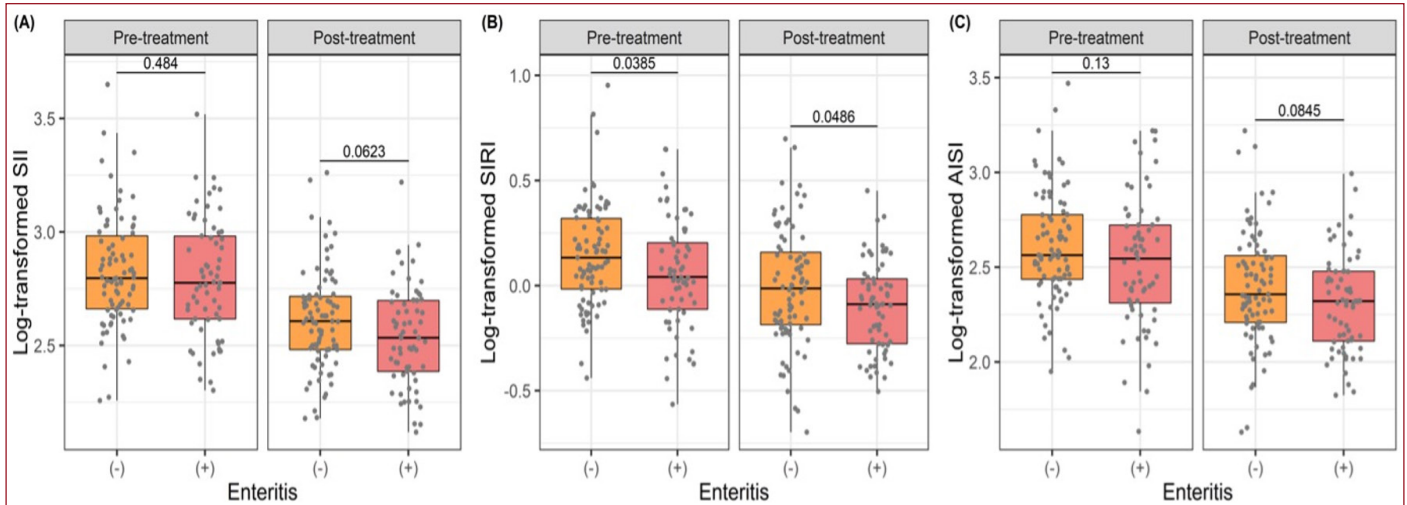 (A)
Pre-treatment
Post-treatment
0.484
0.0623
3.5
3.0
2.5
Log-transformed SII
(-)
(+)
(-)
(+)
Enteritis
(B)
Pre-treatment
Post-treatment
0.0385
0.0486
1.0
0.5
0.0
-0.5
Log-transformed SIRI
(-)
(+)
(-)
(+)
Enteritis
(C)
Pre-treatment
Post-treatment
0.13
0.0845
3.5
3.0
2.5
2.0
Log-transformed AISI
(-)
(+)
(-)
(+)
Enteritis